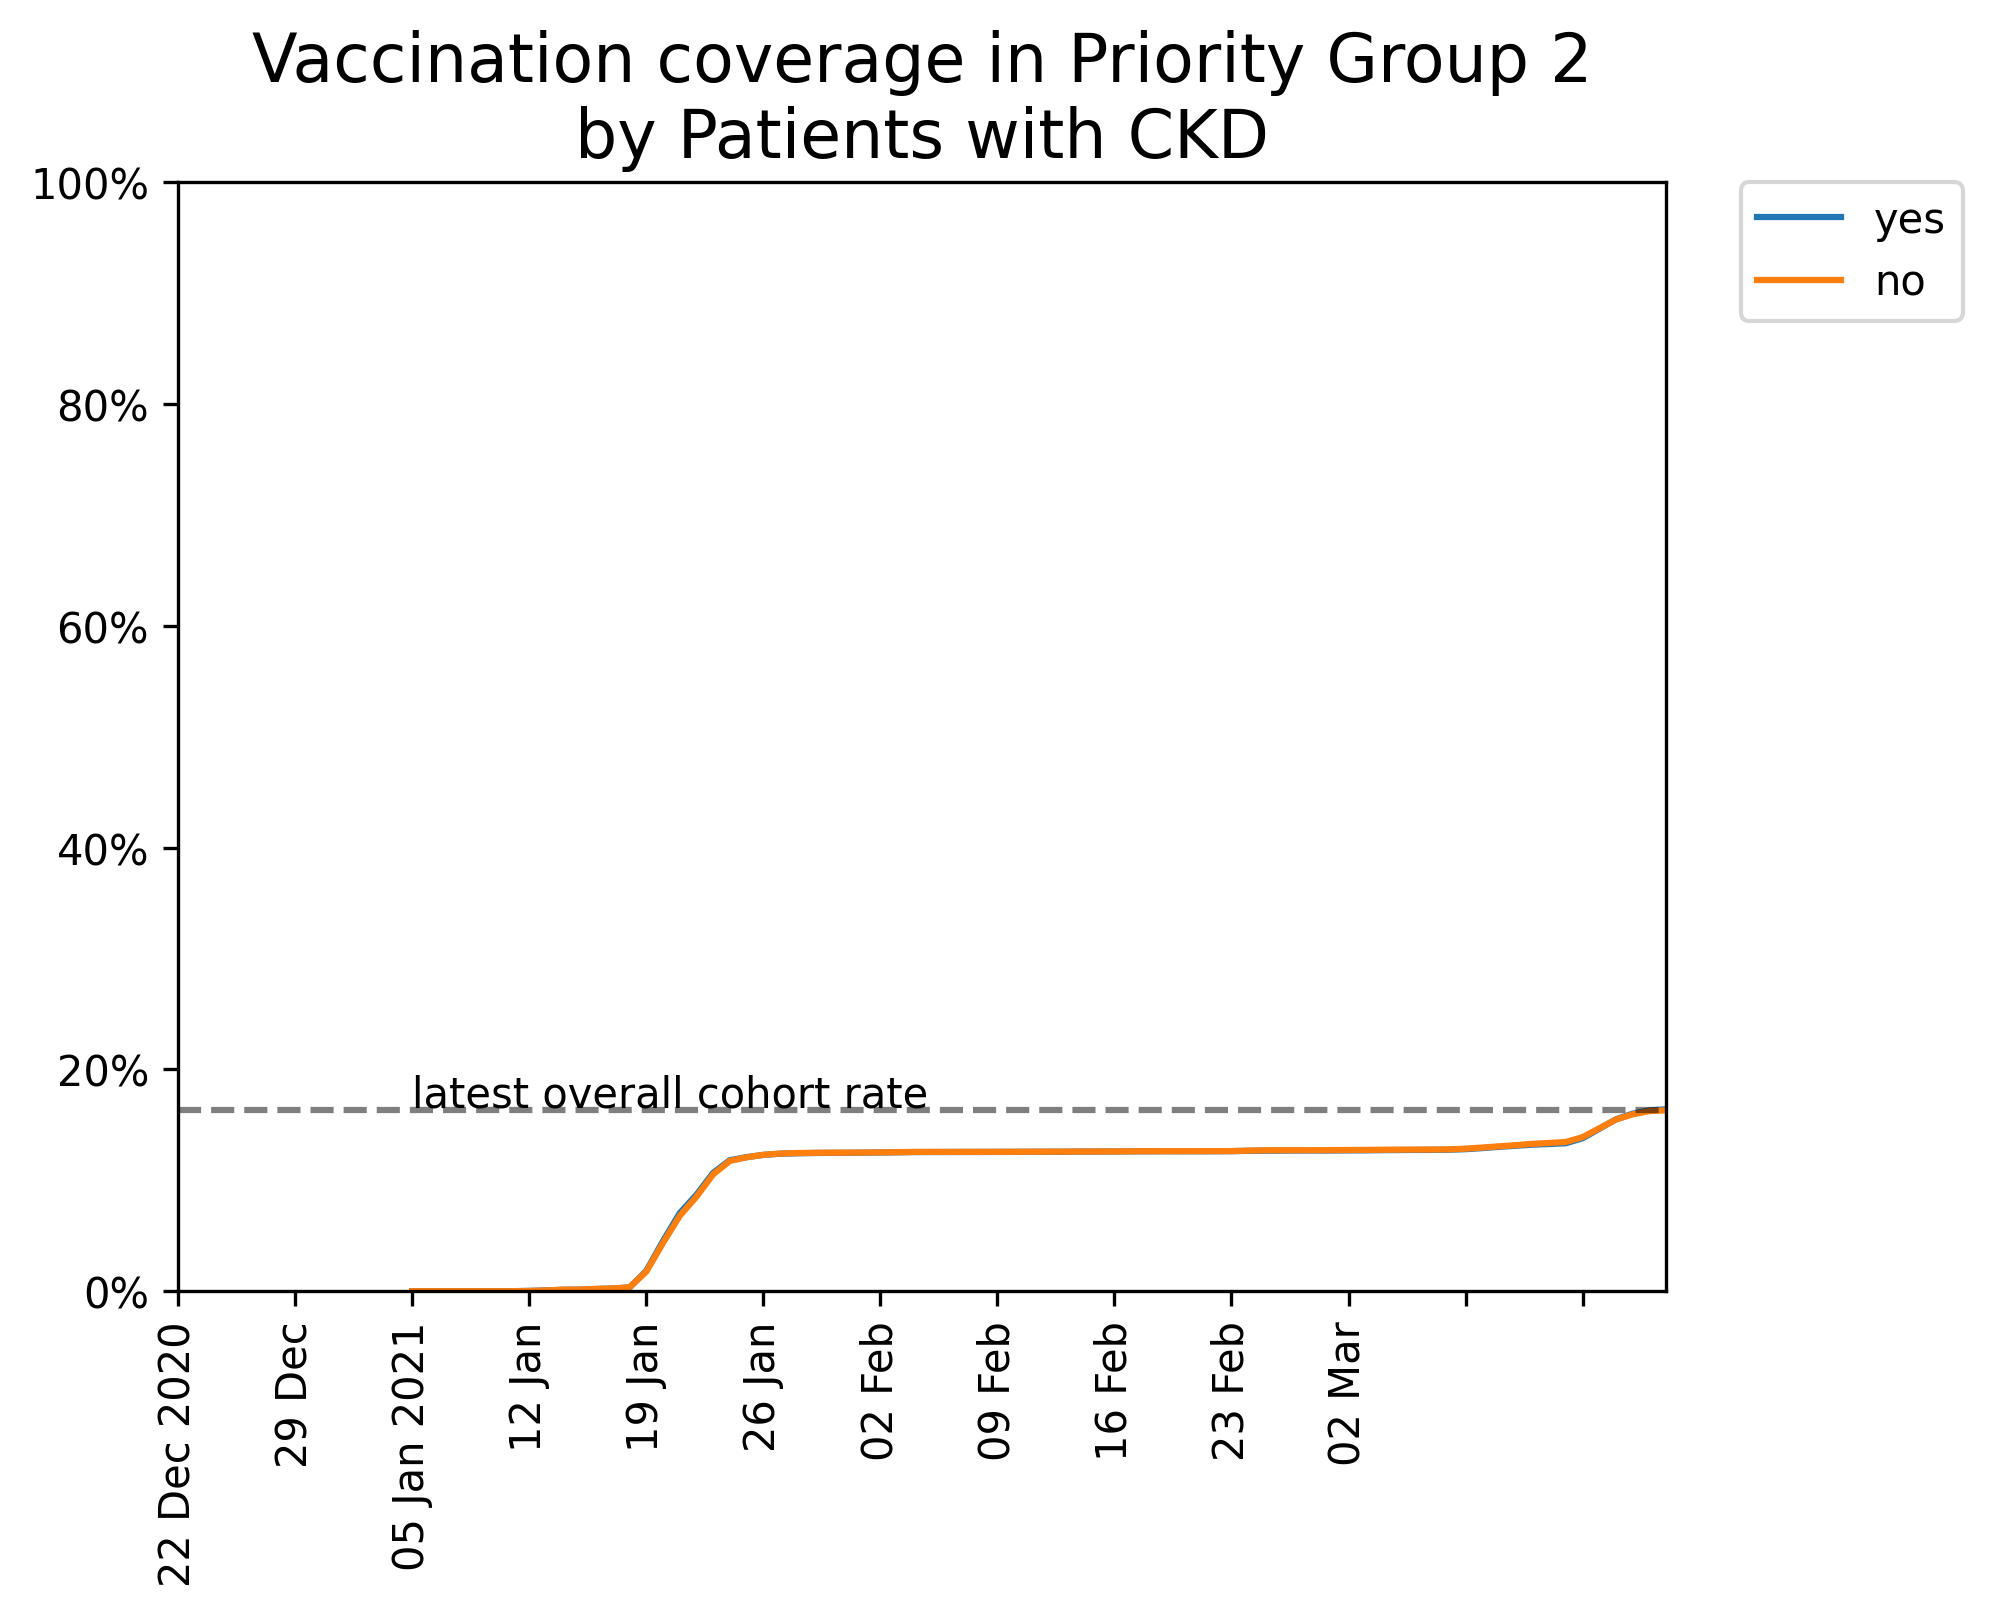 Vaccination coverage in Priority Group 2
by Patients with CKD
100%
80%
60%
40%
20%
0%
latest overall cohort rate
yes
no
22 Dec 2020
29 Dec
05 Jan 2021
12 Jan
19 Jan
26 Jan
02 Feb
09 Feb
16 Feb
23 Feb
02 Mar